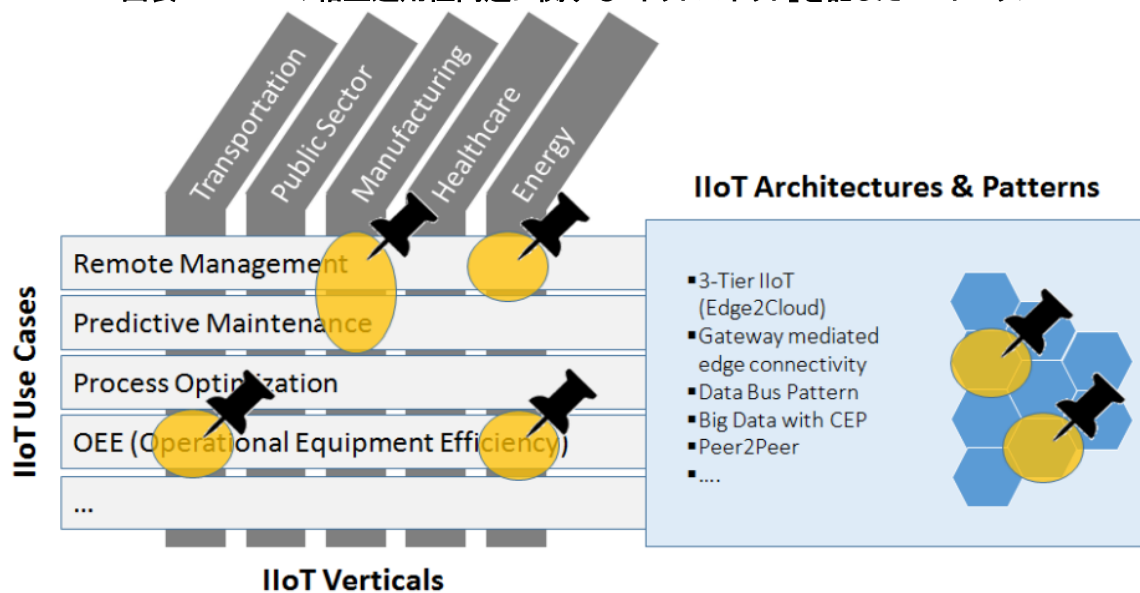 Transportation
Public Sector
Manufacturing
Healthcare
Energy
IIoT Architectures & Patterns
IIoT Use Cases
Remote Management
Predictive Maintenance
Process Optimization
OEE (Operational Equipment Efficiency)
...
▪3-Tier IIoT
(Edge2Cloud)
▪Gateway mediated
edge connectivity
▪Data Bus Pattern
▪Big Data with CEP
▪Peer2Peer
▪....
IIoT Verticals